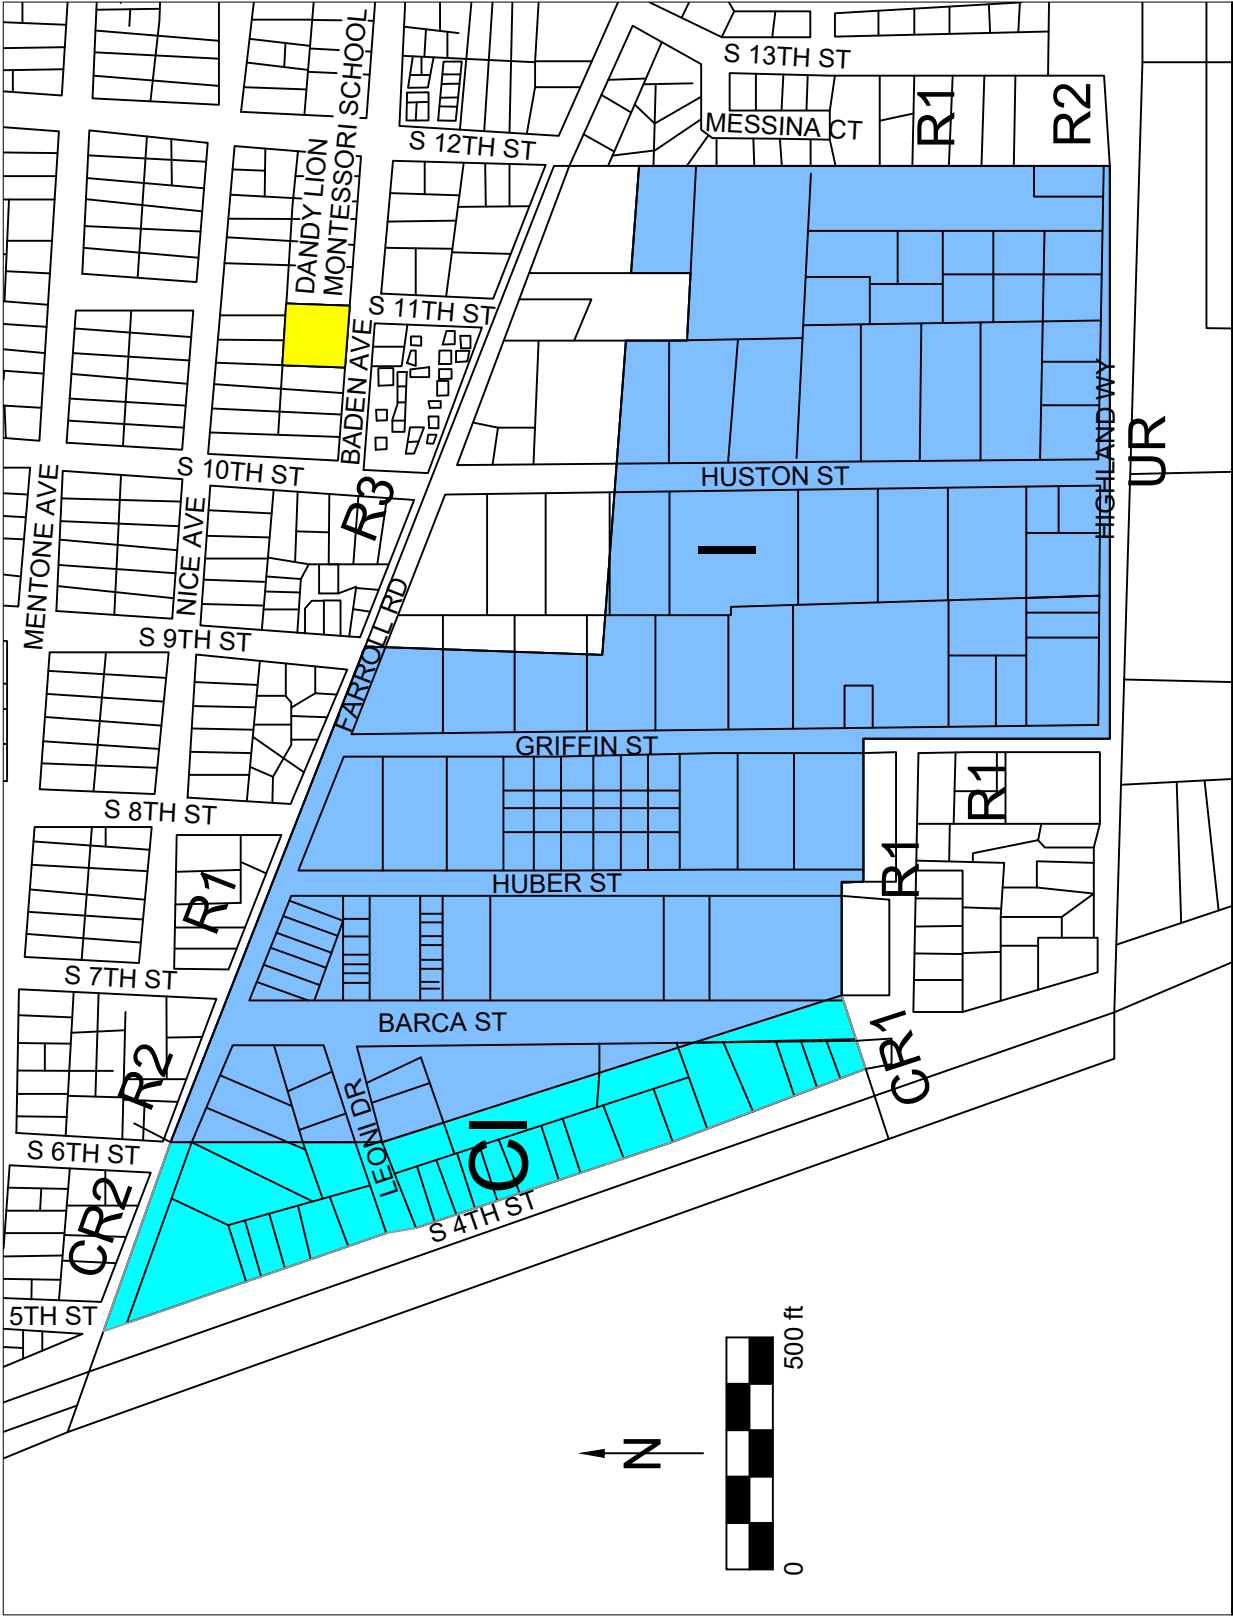 S 13TH ST
R1
R2
MESSINA CT
DANDY LION
MONTESSORI SCHOOL
S 12TH ST
S 11TH ST
BADEN AVE
HIGHLAND WY
UR
S 10TH ST
HUSTON ST
R3
MENTONE AVE
NICE AVE
I
FARROLL RD
S 9TH ST
GRIFFIN ST
R1
S 8TH ST
R1
HUBER ST
R1
S 7TH ST
BARCA ST
CR1
R2
LEONI DR
CI
S 6TH ST
CR2
S 4TH ST
5TH ST
500 ft
N
0